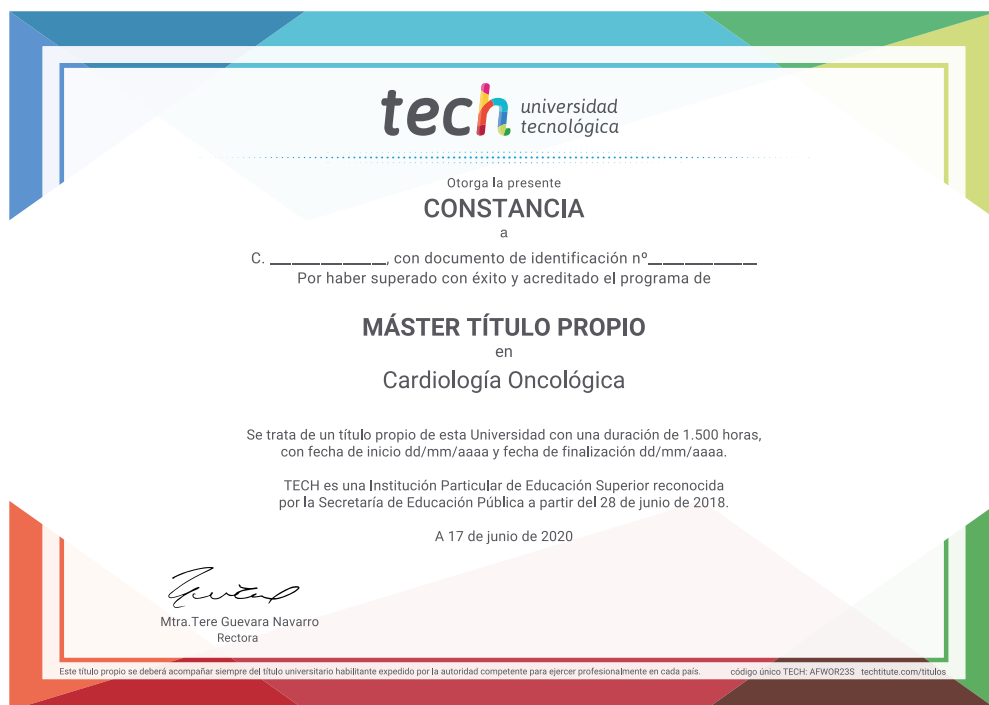 tech universidad
tecnológica
Otorga la presente
CONSTANCIA
a
C. ____________, con documento de identificación nº____________
Por haber superado con éxito y acreditado el programa de
MÁSTER TÍTULO PROPIO
en
Cardiología Oncológica
Se trata de un título propio de esta Universidad con una duración de 1.500 horas,
con fecha de inicio dd/mm/aaaa y fecha de finalización dd/mm/aaaa.
TECH es una Institución Particular de Educación Superior reconocida
por la Secretaría de Educación Pública a partir del 28 de junio de 2018.
A 17 de junio de 2020
Mtra.Tere Guevara Navarro
Rectora
Este título propio se deberá acompañar siempre del título universitario habilitante expedido por la autoridad competente para ejercer profesionalmente en cada país. código único TECH: AFWOR23S techtitute.com/titulos